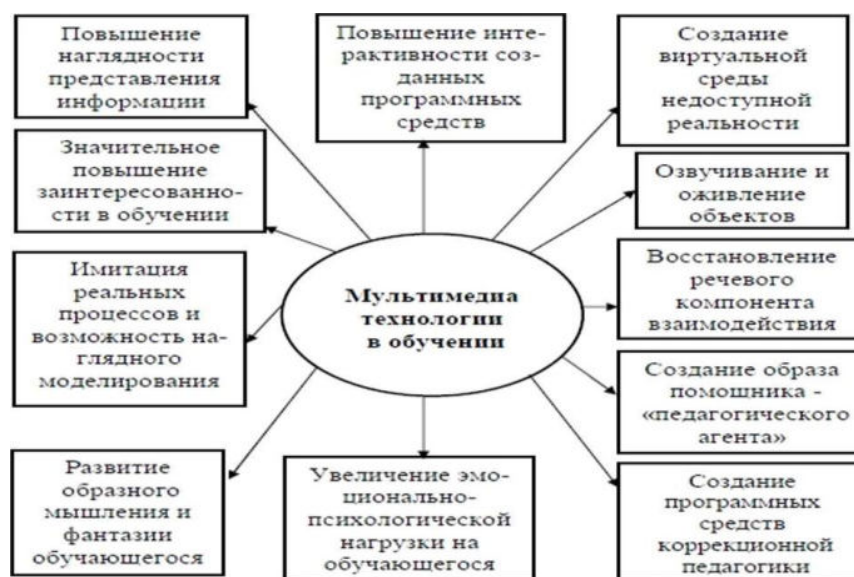 Повышение
наглядности
представления
информации
Повышение инте-
рактивности соз-
данных
программных
средств
Создание
виртуальной
среды
недоступной
реальности
Значительное
повышение
заинтересованно-
сти в обучении
Озвучивание и
оживление
объектов
Имитация
реальных
процессов и
возможность на-
глядного
моделирования
Мультимедиа
технологии
в обучении
Восстановление
речевого
компонента
взаимодействия
Создание образа
помощника -
«педагогического
агента»
Развитие
образного
мышления и
фантазии
обучающегося
Увеличение эмо-
ционально-
психологической
нагрузки на
обучающегося
Создание
программных
средств
коррекционной
педагогики